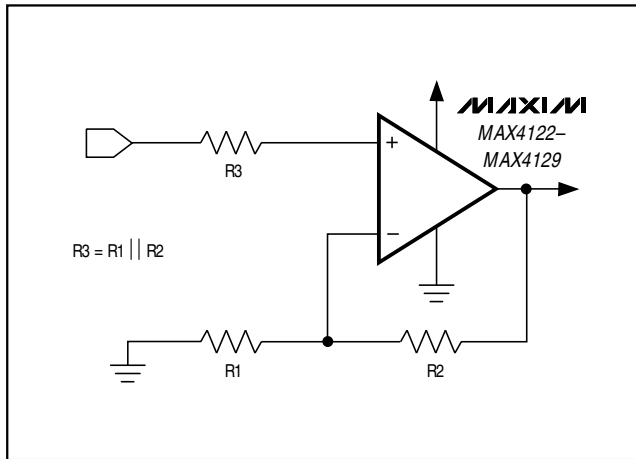 MAXIM
MAX4122–
MAX4129
+
R3
−
R3 = R1 || R2
R1
R2